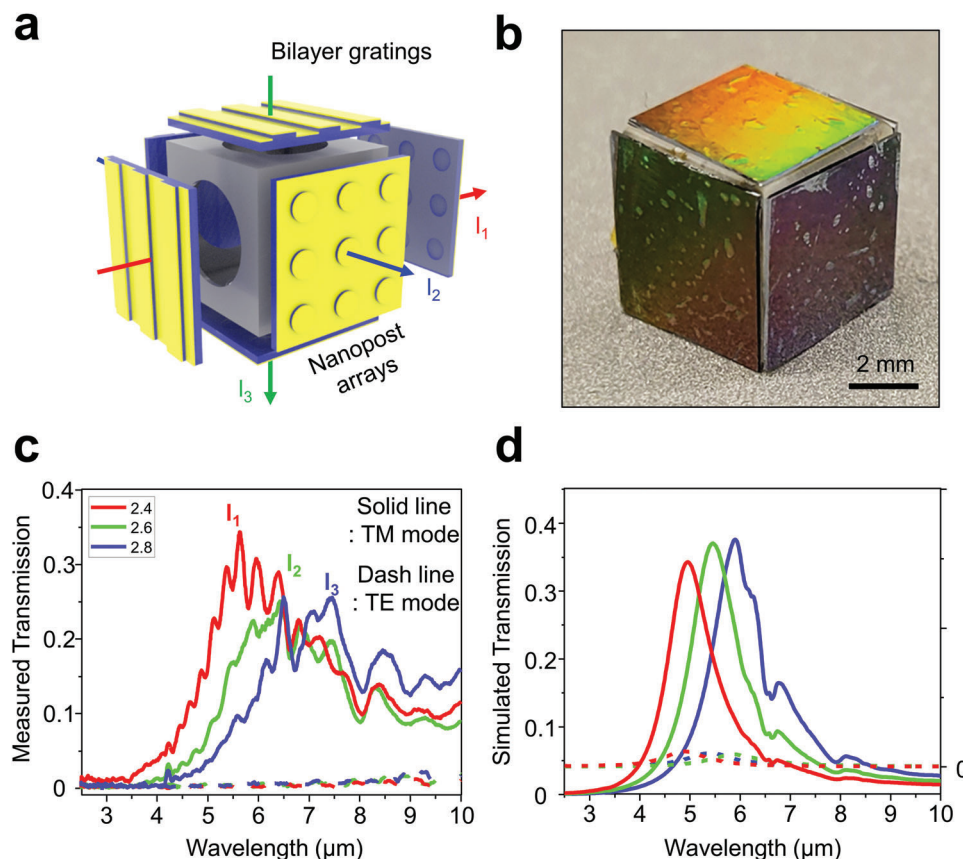 a
Bilayer gratings
I1
I2
I3
Nanopost
arrays
b
2 mm
c
Measured Transmission
0.4
0.3
0.2
0.1
0
2.4
2.6
2.8
I1
I2
I3
Solid line
: TM mode
Dash line
: TE mode
3 4 5 6 7 8 9 10
Wavelength (µm)
d
Simulated Transmission
0.4
0.3
0.2
0.1
0
3 4 5 6 7 8 9 10
Wavelength (µm)